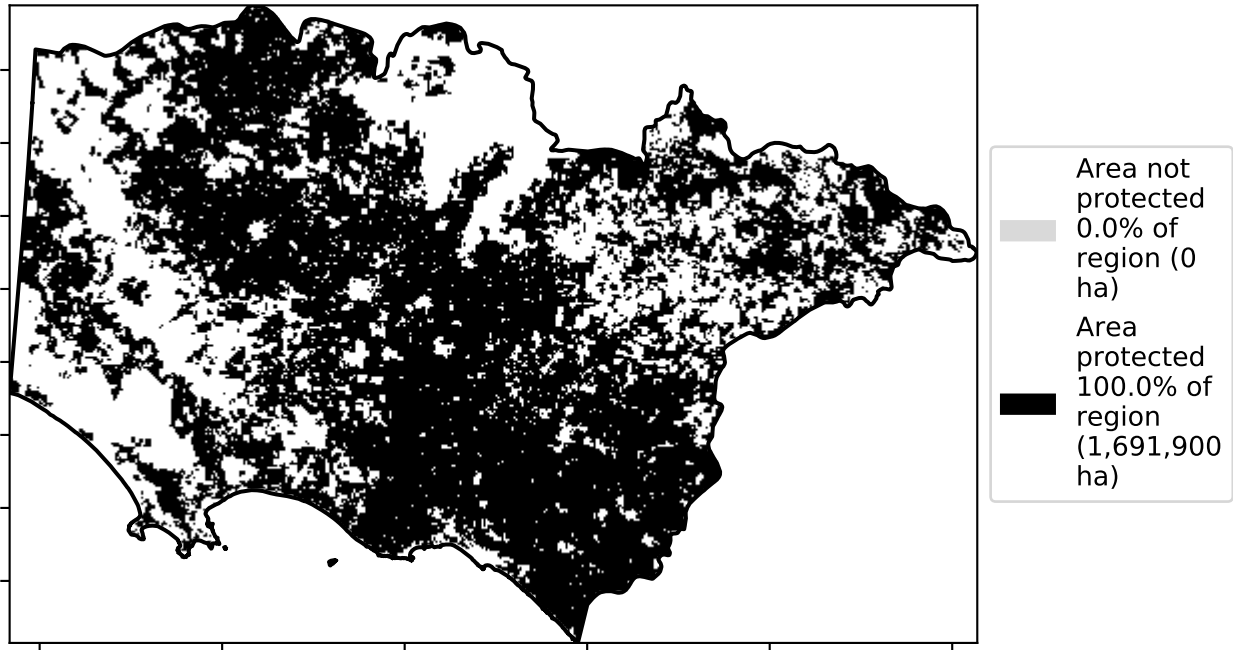 Area not
protected
0.0% of
region (0
ha)
Area
protected
100.0% of
region
(1,691,900
ha)